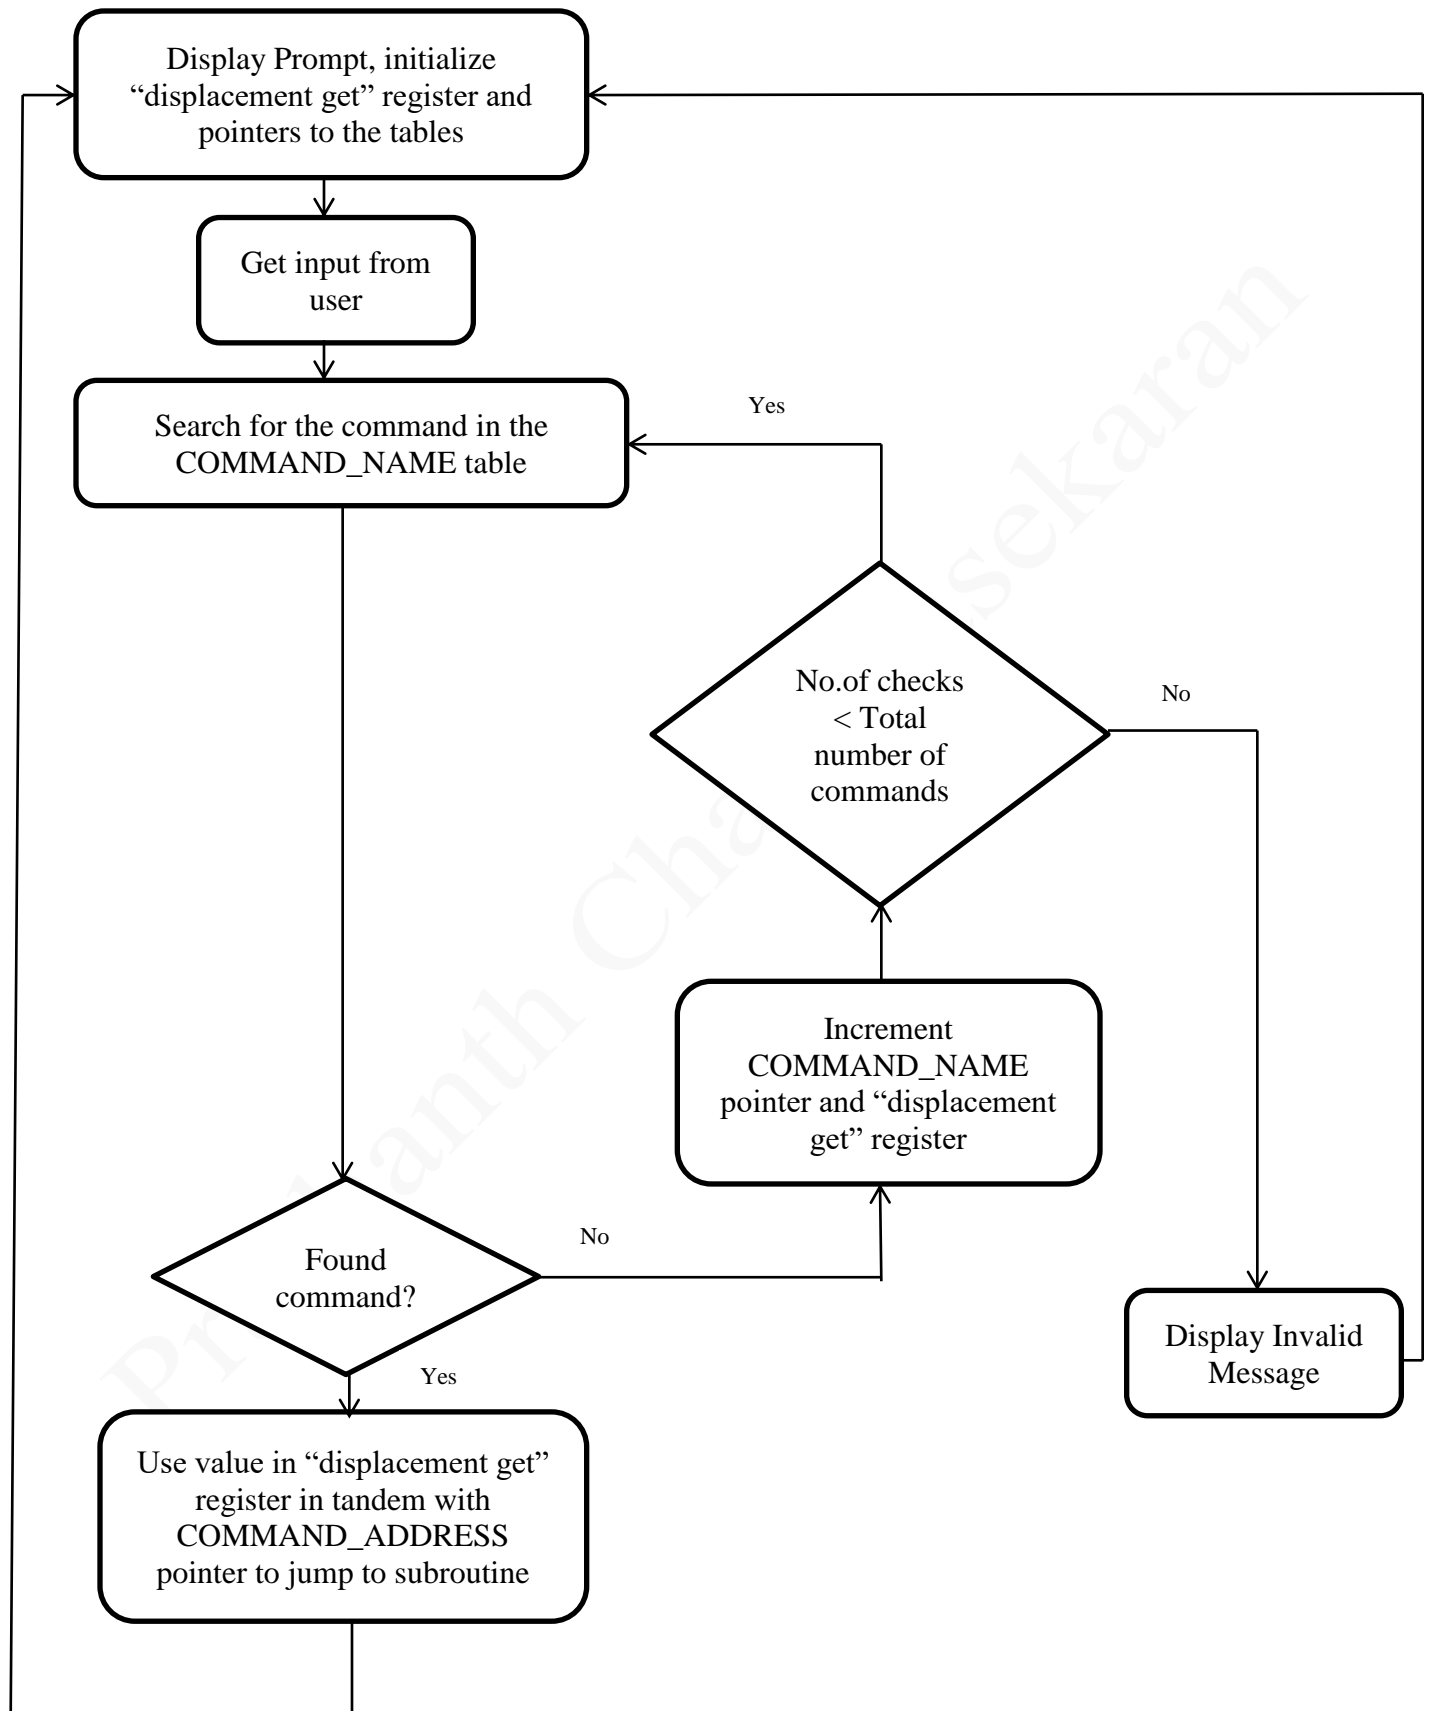 Display Prompt, initialize
“displacement get” register and
pointers to the tables
Get input from
user
Search for the command in the
COMMAND_NAME table
Yes
No.of checks
< Total
number of
commands
No
Increment
COMMAND_NAME
pointer and “displacement
get” register
Found
command?
No
Yes
Display Invalid
Message
Use value in “displacement get”
register in tandem with
COMMAND_ADDRESS
pointer to jump to subroutine